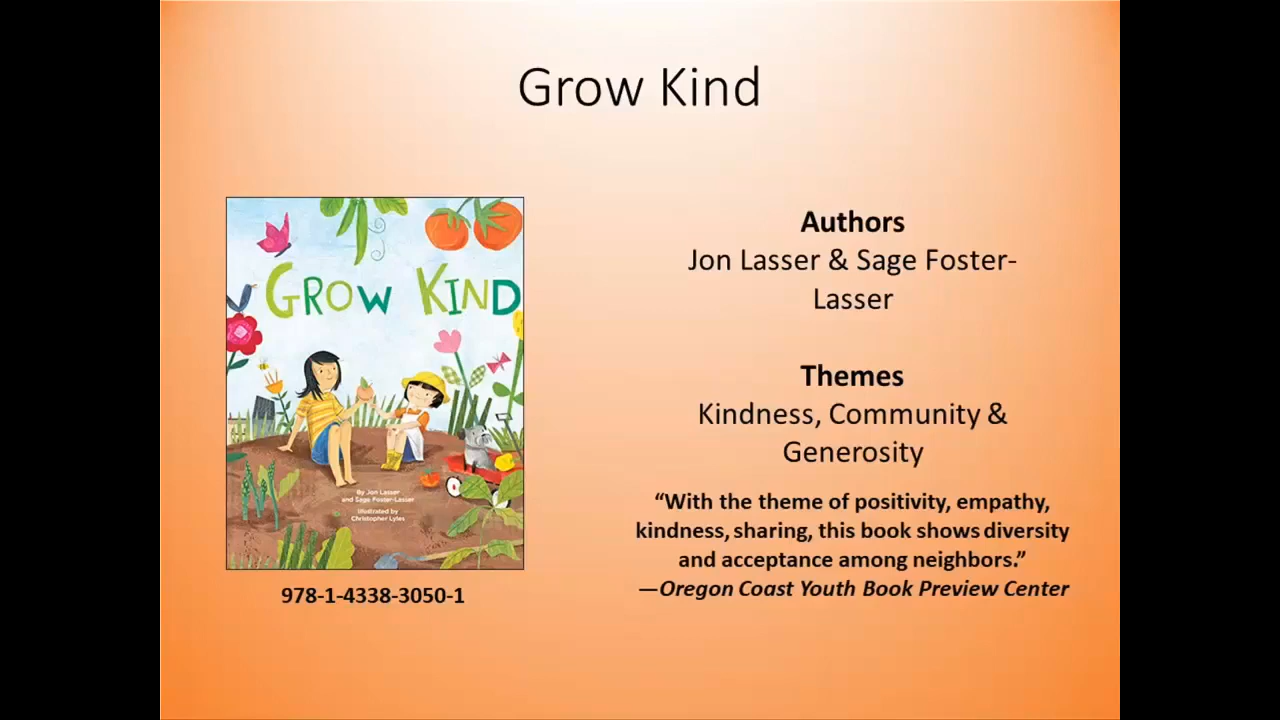 Grow Kind
GROW KIND
By Jon Lasser
and Sage Foster-Lasser
Illustrated by
Christopher Lyles
978-1-4338-3050-1
Authors
Jon Lasser & Sage Foster-
Lasser
Themes
Kindness, Community &
Generosity
“With the theme of positivity, empathy,
kindness, sharing, this book shows diversity
and acceptance among neighbors.”
—Oregon Coast Youth Book Preview Center